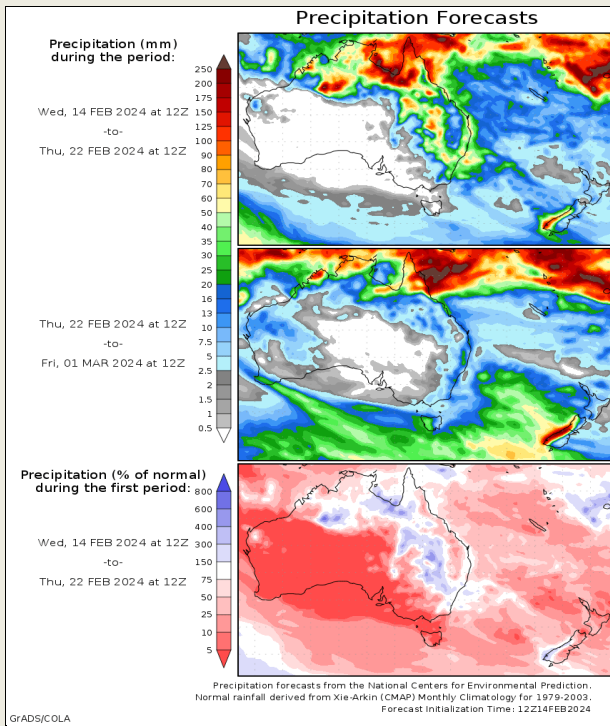 Precipitation Forecasts
Precipitation (mm)
during the period:
Wed, 14 FEB 2024 at 12Z
-to-
Thu, 22 FEB 2024 at 12Z
250
200
175
150
125
100
90
80
70
60
50
40
35
30
25
20
16
13
10
7.5
5
2.5
2
1.5
1
0.5
Thu, 22 FEB 2024 at 12Z
-to-
Fri, 01 MAR 2024 at 12Z
Precipitation (% of normal)
during the first period:
Wed, 14 FEB 2024 at 12Z
-to-
Thu, 22 FEB 2024 at 12Z
800
600
400
300
150
75
50
25
10
5
Precipitation forecasts from the National Centers for Environmental Prediction.
Normal rainfall derived from Xie-Arkin (CMAP) Monthly Climatology for 1979-2003.
Forecast Initialization Time: 12Z14FEB2024
GrADS/COLA